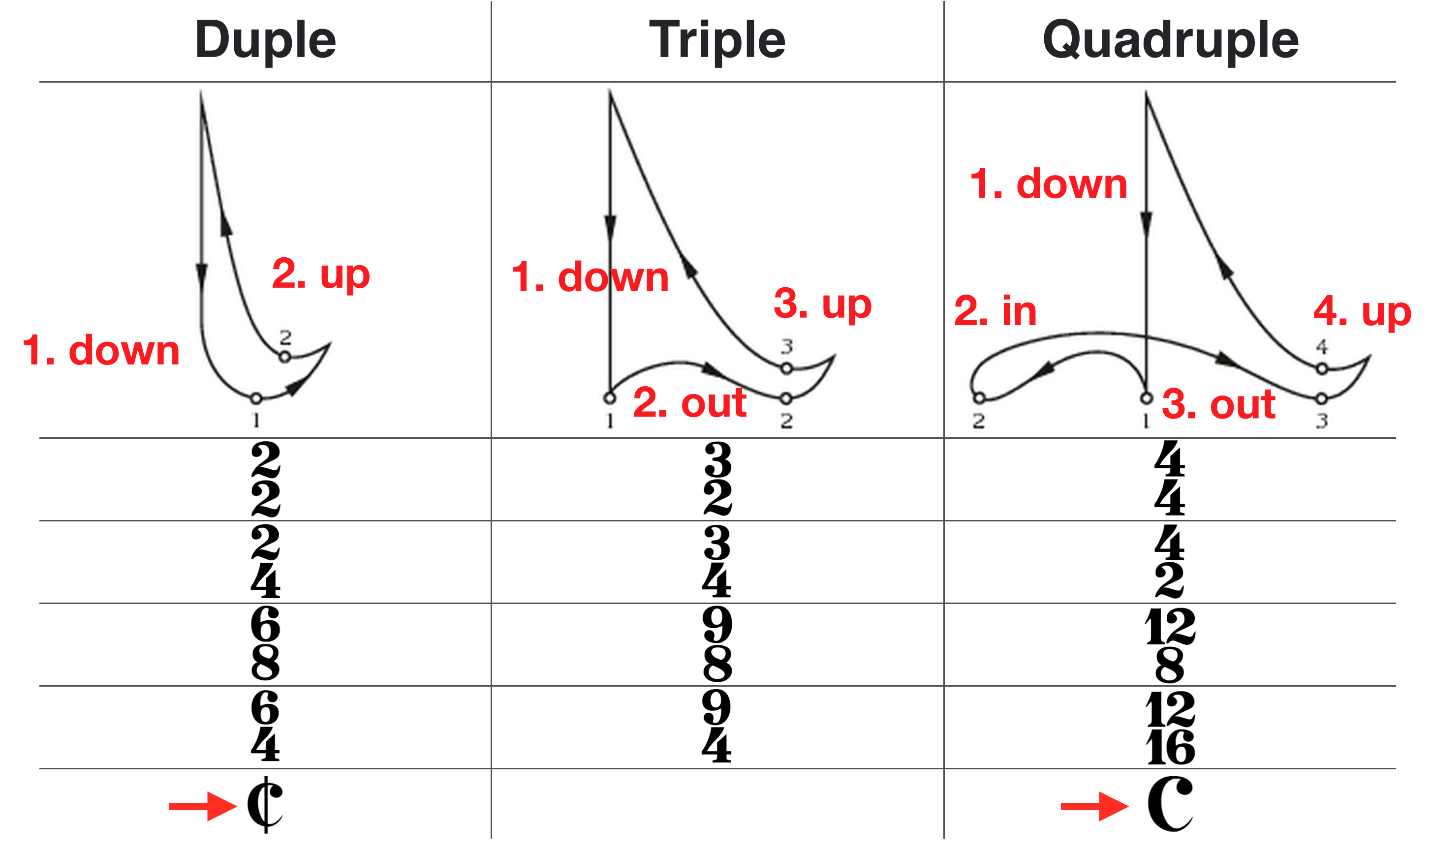 Duple Triple Quadruple
1. down
2. up
2
1
1. down
3. up
3
2. out
1 2
1. down
2. in
4. up
4
3. out
2 1 3
2 3 4
2 2 4
2 3 4
4 4 2
6 9 12
8 8 8
6 9 12
4 4 16
¢ C